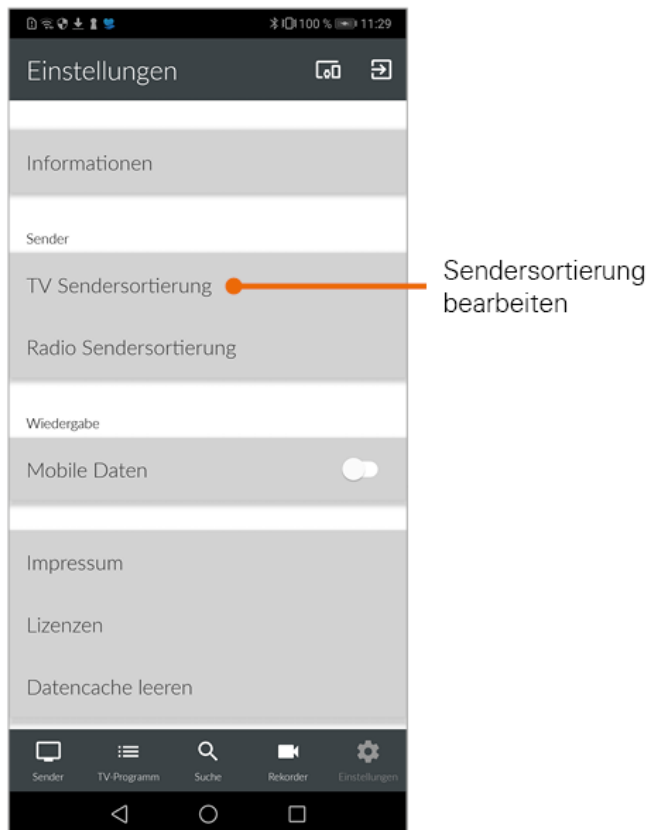 100 % 11:29
Einstellungen
Informationen
Sender
TV Sendersortierung
Sendersortierung
bearbeiten
Radio Sendersortierung
Wiedergabe
Mobile Daten
Impressum
Lizenzen
Datencache leeren
Sender TV-Programm Suche Rekorder Einstellungen